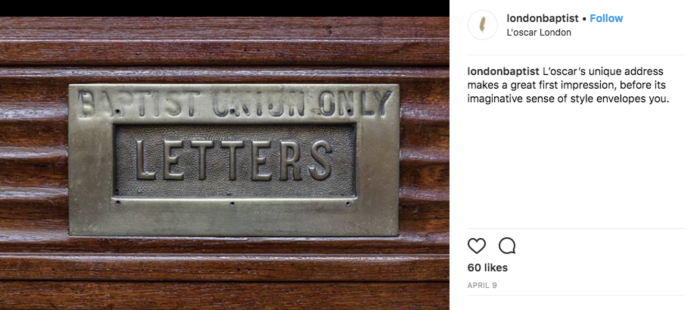 BAPTIST UNION ONLY
LETTERS
londonbaptist • Follow
L'oscar London
londonbaptist L'oscar's unique address
makes a great first impression, before its
imaginative sense of style envelopes you.
60 likes
APRIL 9